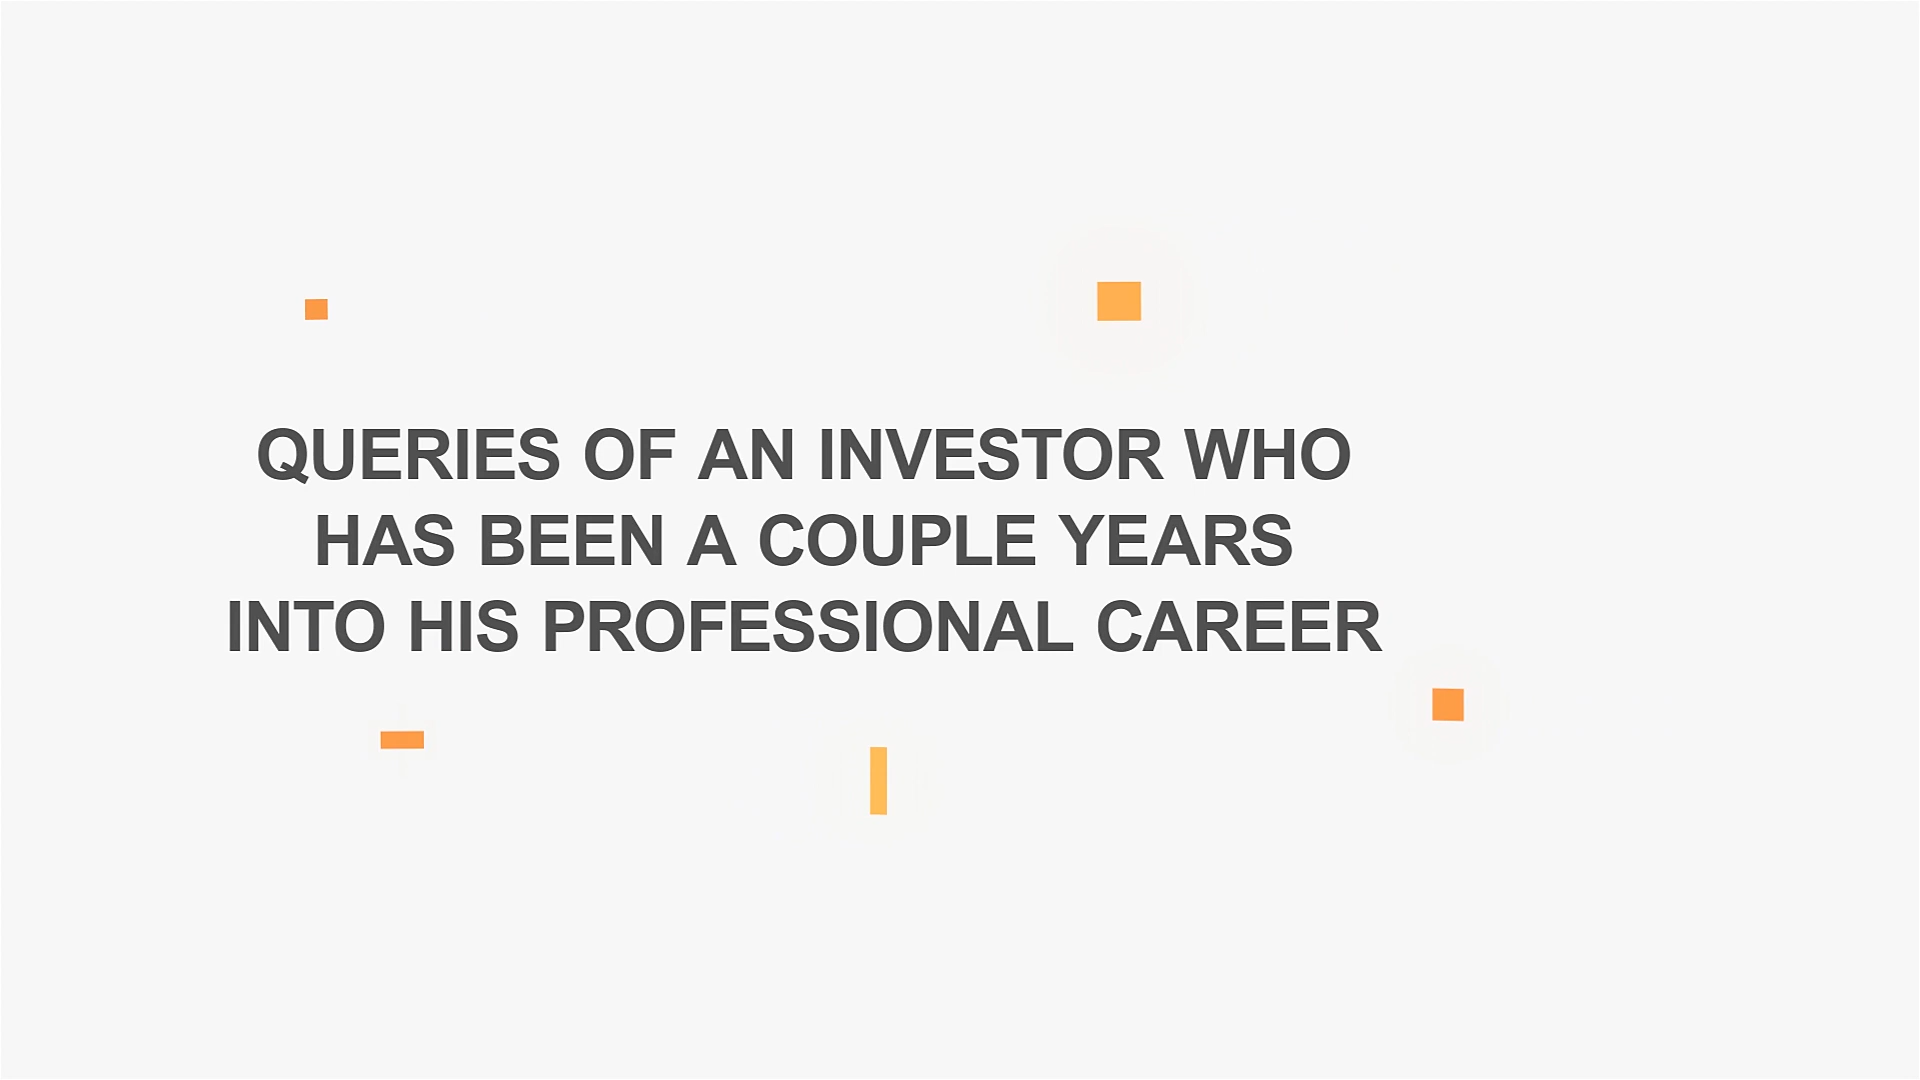 QUERIES OF AN INVESTOR WHO
HAS BEEN A COUPLE YEARS
INTO HIS PROFESSIONAL CAREER